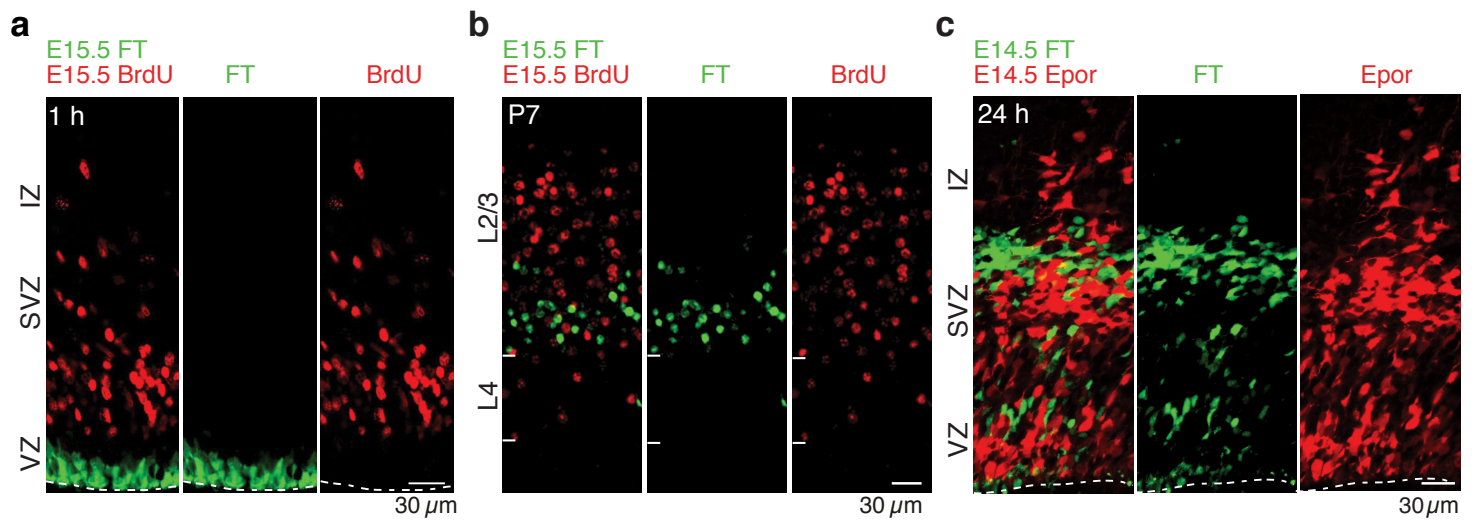 a
E15.5 FT
E15.5 BrdU
FT
BrdU
1 h
IZ
SVZ
VZ
30 µm
b
E15.5 FT
E15.5 BrdU
FT
BrdU
P7
L2/3
L4
30 µm
c
E14.5 FT
E14.5 Epor
FT
Epor
24 h
IZ
SVZ
VZ
30 µm